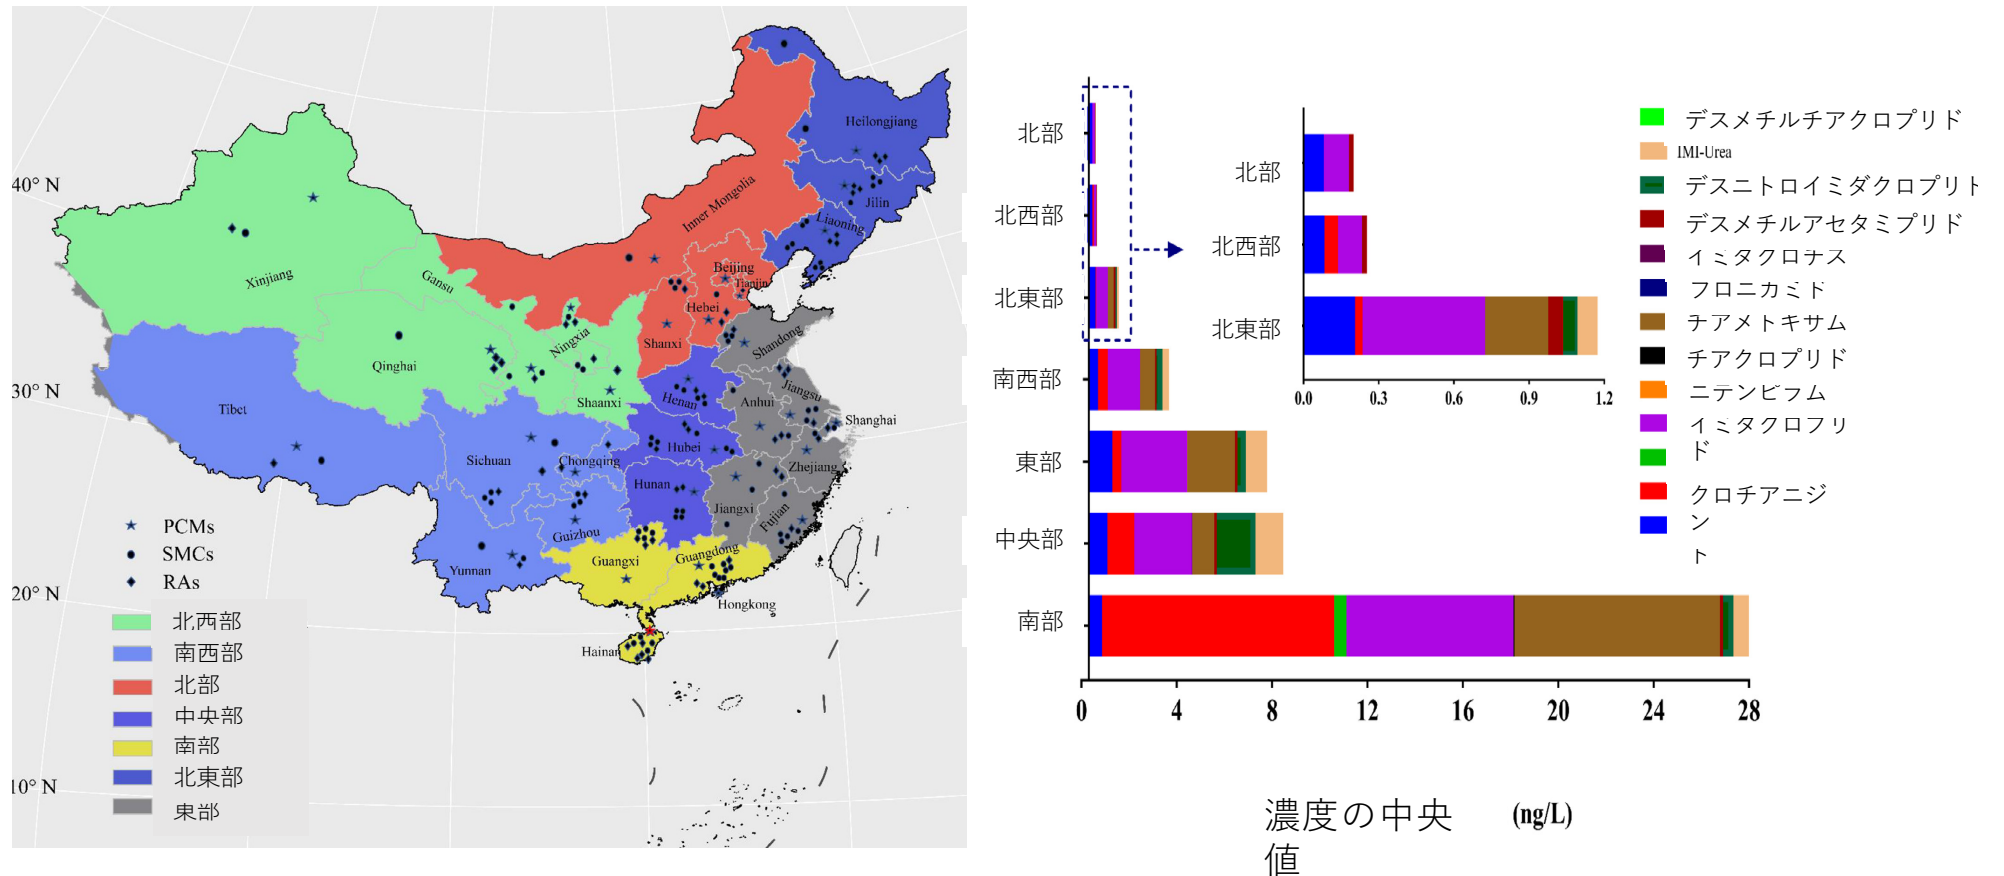 40° N
30° N
20° N
10° N
Heilongjiang
Jilin
Liaoning
Inner Mongolia
Beijing
Tianjin
Hebei
Shanxi
Shandong
Xinjiang
Gansu
Ningxia
Qinghai
Shaanxi
Henan
Jiangsu
Anhui
Shanghai
Tibet
Sichuan
Chongqing
Hubei
Zhejiang
Hunan
Jiangxi
Fujian
Guizhou
Yunnan
Guangxi
Guangdong
Hongkong
Hainan
PCMs
SMCs
RAs
北西部
南西部
北部
中央部
南部
北東部
東部
北部
北西部
北東部
南西部
東部
中央部
南部
0 4 8 12 16 20 24 28
北部
北西部
北東部
0.0 0.3 0.6 0.9 1.2
デスメチルチアクロプリド
IMI-Urea
デスニトロイミダクロプリド
デスメチルアセタミプリド
イミダクロチズ
フロニカミド
チアメトキサム
チアクロプリド
ニテンピラム
イミダクロプリ
ド
クロチアニジ
ン
ト
濃度の中央
値
(ng/L)